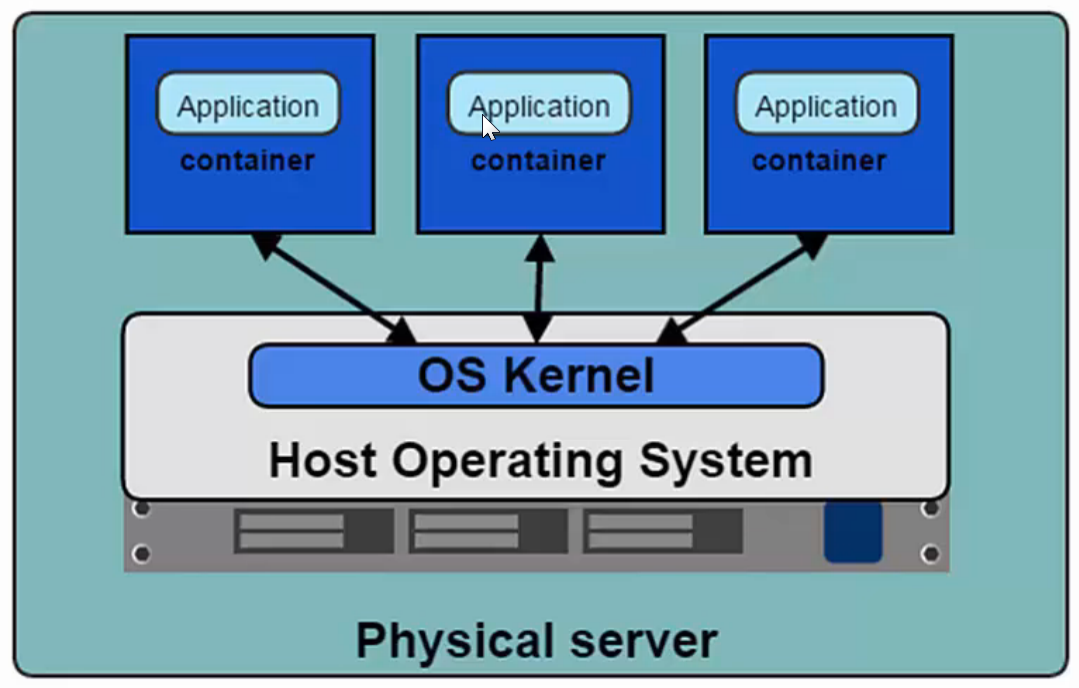 Application
container
Application
container
Application
container
OS Kernel
Host Operating System
Physical server